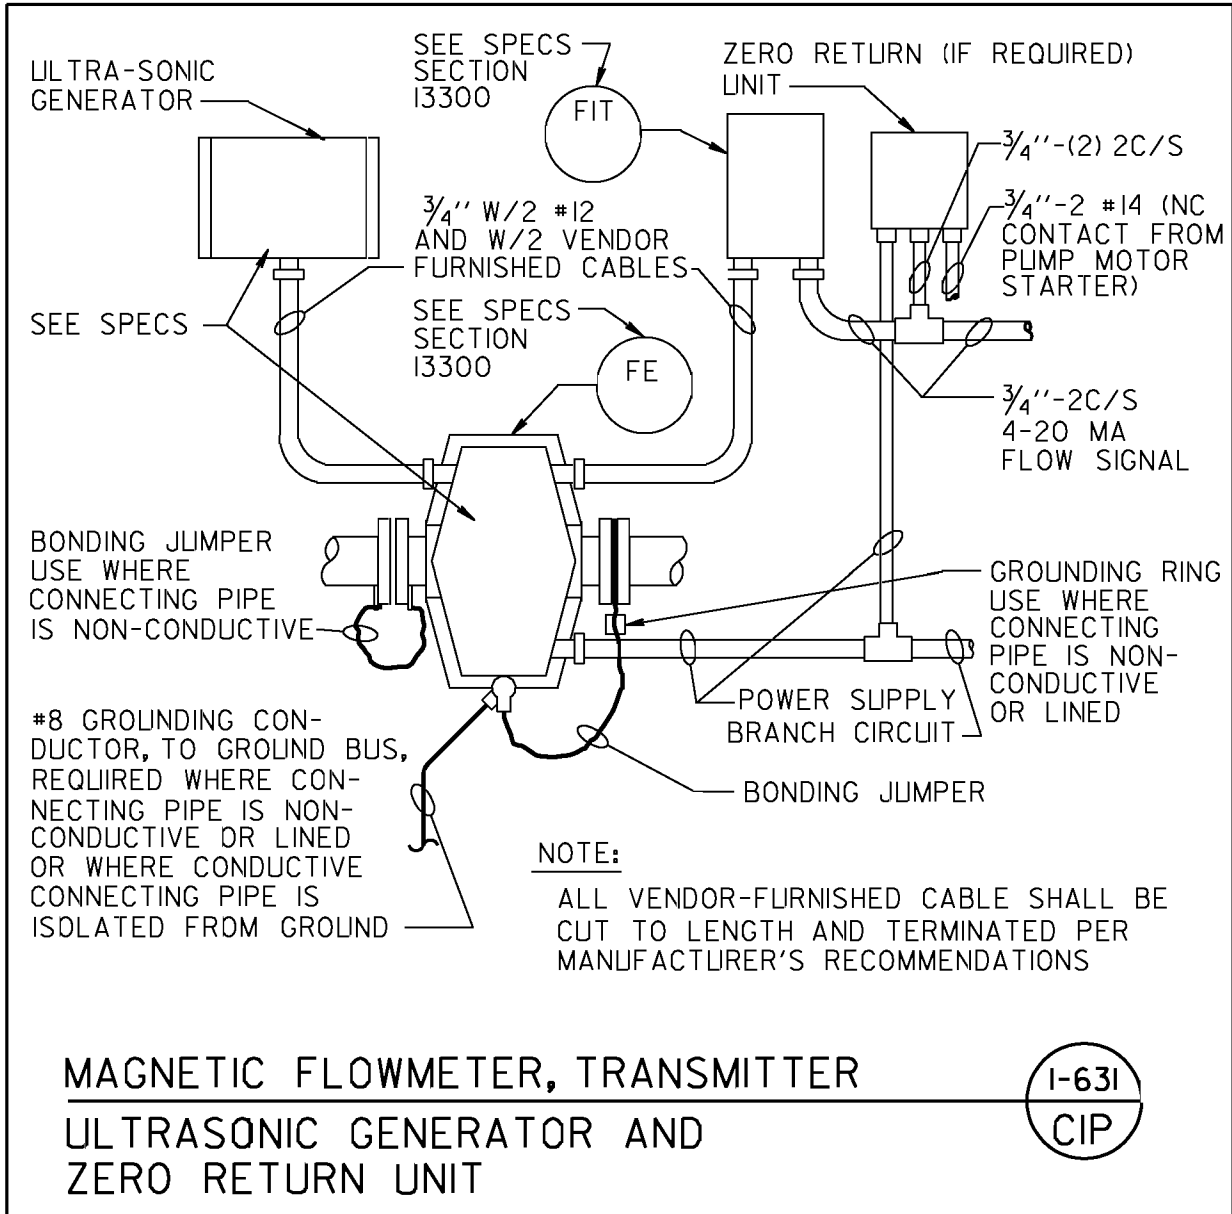 ULTRA-SONIC
GENERATOR
SEE SPECS
SECTION
13300
FIT
ZERO RETURN (IF REQUIRED)
UNIT
3/4''-(2) 2C/S
3/4''-2 #14 (NC
CONTACT FROM
PUMP MOTOR
STARTER)
3/4'' W/2 #12
AND W/2 VENDOR
FURNISHED CABLES
SEE SPECS
SEE SPECS
SECTION
13300
FE
3/4''-2C/S
4-20 MA
FLOW SIGNAL
BONDING JUMPER
USE WHERE
CONNECTING PIPE
IS NON-CONDUCTIVE
GROUNDING RING
USE WHERE
CONNECTING
PIPE IS NON-
CONDUCTIVE
OR LINED
POWER SUPPLY
BRANCH CIRCUIT
#8 GROUNDING CON-
DUCTOR, TO GROUND BUS,
REQUIRED WHERE CON-
NECTING PIPE IS NON-
CONDUCTIVE OR LINED
OR WHERE CONDUCTIVE
CONNECTING PIPE IS
ISOLATED FROM GROUND
BONDING JUMPER
NOTE:
ALL VENDOR-FURNISHED CABLE SHALL BE
CUT TO LENGTH AND TERMINATED PER
MANUFACTURER'S RECOMMENDATIONS
MAGNETIC FLOWMETER, TRANSMITTER
ULTRASONIC GENERATOR AND
ZERO RETURN UNIT
I-631
CIP